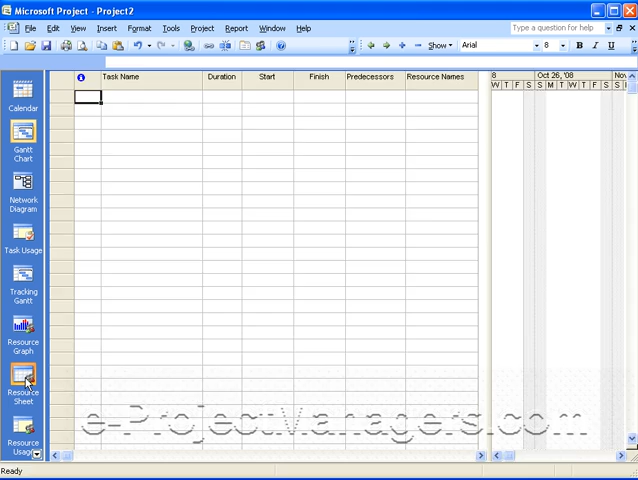 Microsoft Project - Project2
File Edit View Insert Format Tools Project Report Window Help
Type a question for help
Show Arial 8 B I U
Task Name Duration Start Finish Predecessors Resource Names
8 Oct 26, '08 Nov
W T F S S M T W T F S S
Calendar
Gantt
Chart
Network
Diagram
Task Usage
Tracking
Gantt
Resource
Graph
Resource
Sheet
Resource
Usage
e-ProjectManagers.com
Ready